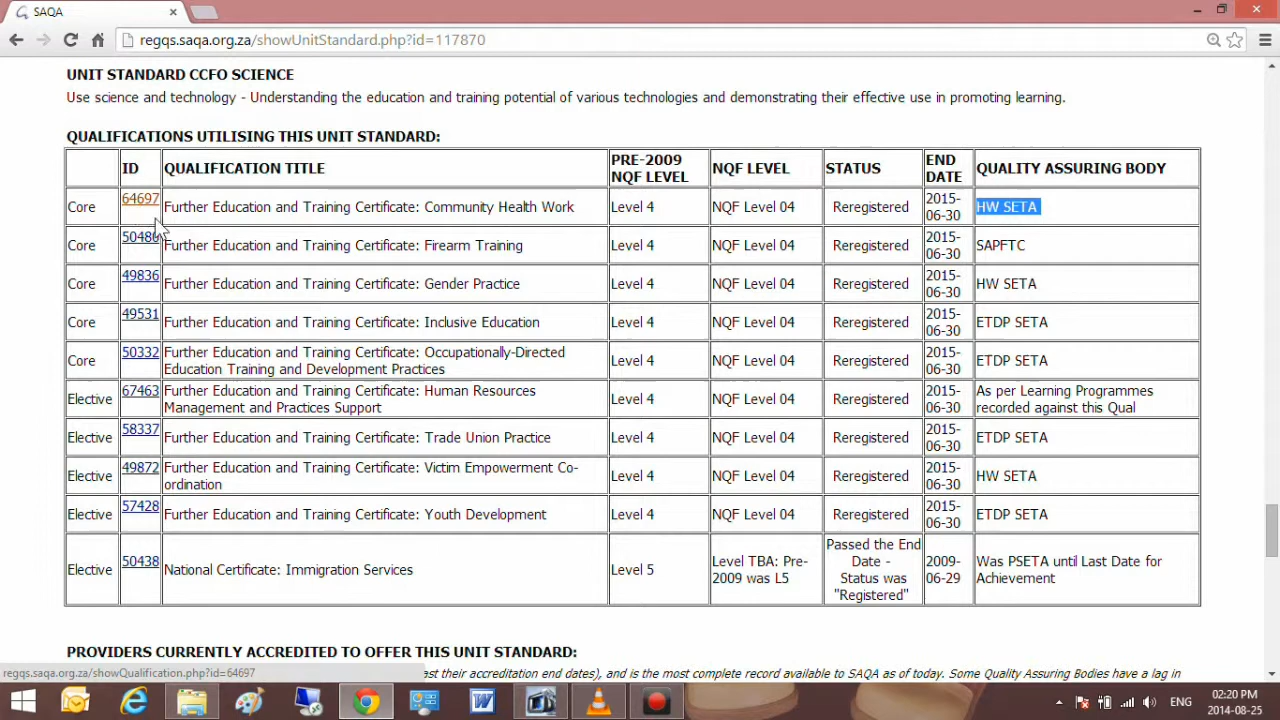 SAQA
regqs.saqa.org.za/showUnitStandard.php?id=117870
UNIT STANDARD CCFO SCIENCE
Use science and technology - Understanding the education and training potential of various technologies and demonstrating their effective use in promoting learning.
QUALIFICATIONS UTILISING THIS UNIT STANDARD:
ID QUALIFICATION TITLE PRE-2009 NQF LEVEL NQF LEVEL STATUS END DATE QUALITY ASSURING BODY
Core 64697 Further Education and Training Certificate: Community Health Work Level 4 NQF Level 04 Reregistered 2015-06-30 HW SETA
Core 50480 Further Education and Training Certificate: Firearm Training Level 4 NQF Level 04 Reregistered 2015-06-30 SAPFTC
Core 49836 Further Education and Training Certificate: Gender Practice Level 4 NQF Level 04 Reregistered 2015-06-30 HW SETA
Core 49531 Further Education and Training Certificate: Inclusive Education Level 4 NQF Level 04 Reregistered 2015-06-30 ETDP SETA
Core 50332 Further Education and Training Certificate: Occupationally-Directed Education Training and Development Practices Level 4 NQF Level 04 Reregistered 2015-06-30 ETDP SETA
Elective 67463 Further Education and Training Certificate: Human Resources Management and Practices Support Level 4 NQF Level 04 Reregistered 2015-06-30 As per Learning Programmes recorded against this Qual
Elective 58337 Further Education and Training Certificate: Trade Union Practice Level 4 NQF Level 04 Reregistered 2015-06-30 ETDP SETA
Elective 49872 Further Education and Training Certificate: Victim Empowerment Co-ordination Level 4 NQF Level 04 Reregistered 2015-06-30 HW SETA
Elective 57428 Further Education and Training Certificate: Youth Development Level 4 NQF Level 04 Reregistered 2015-06-30 ETDP SETA
Elective 50438 National Certificate: Immigration Services Level 5 Level TBA: Pre-2009 was L5 Passed the End Date - Status was "Registered" 2009-06-29 Was PSETA until Last Date for Achievement
PROVIDERS CURRENTLY ACCREDITED TO OFFER THIS UNIT STANDARD:
regqs.saqa.org.za/showQualification.php?id=64697
ast their accreditation end dates), and is the most complete record available to SAQA as of today. Some Quality Assuring Bodies have a lag in
ENG
02:20 PM
2014-08-25